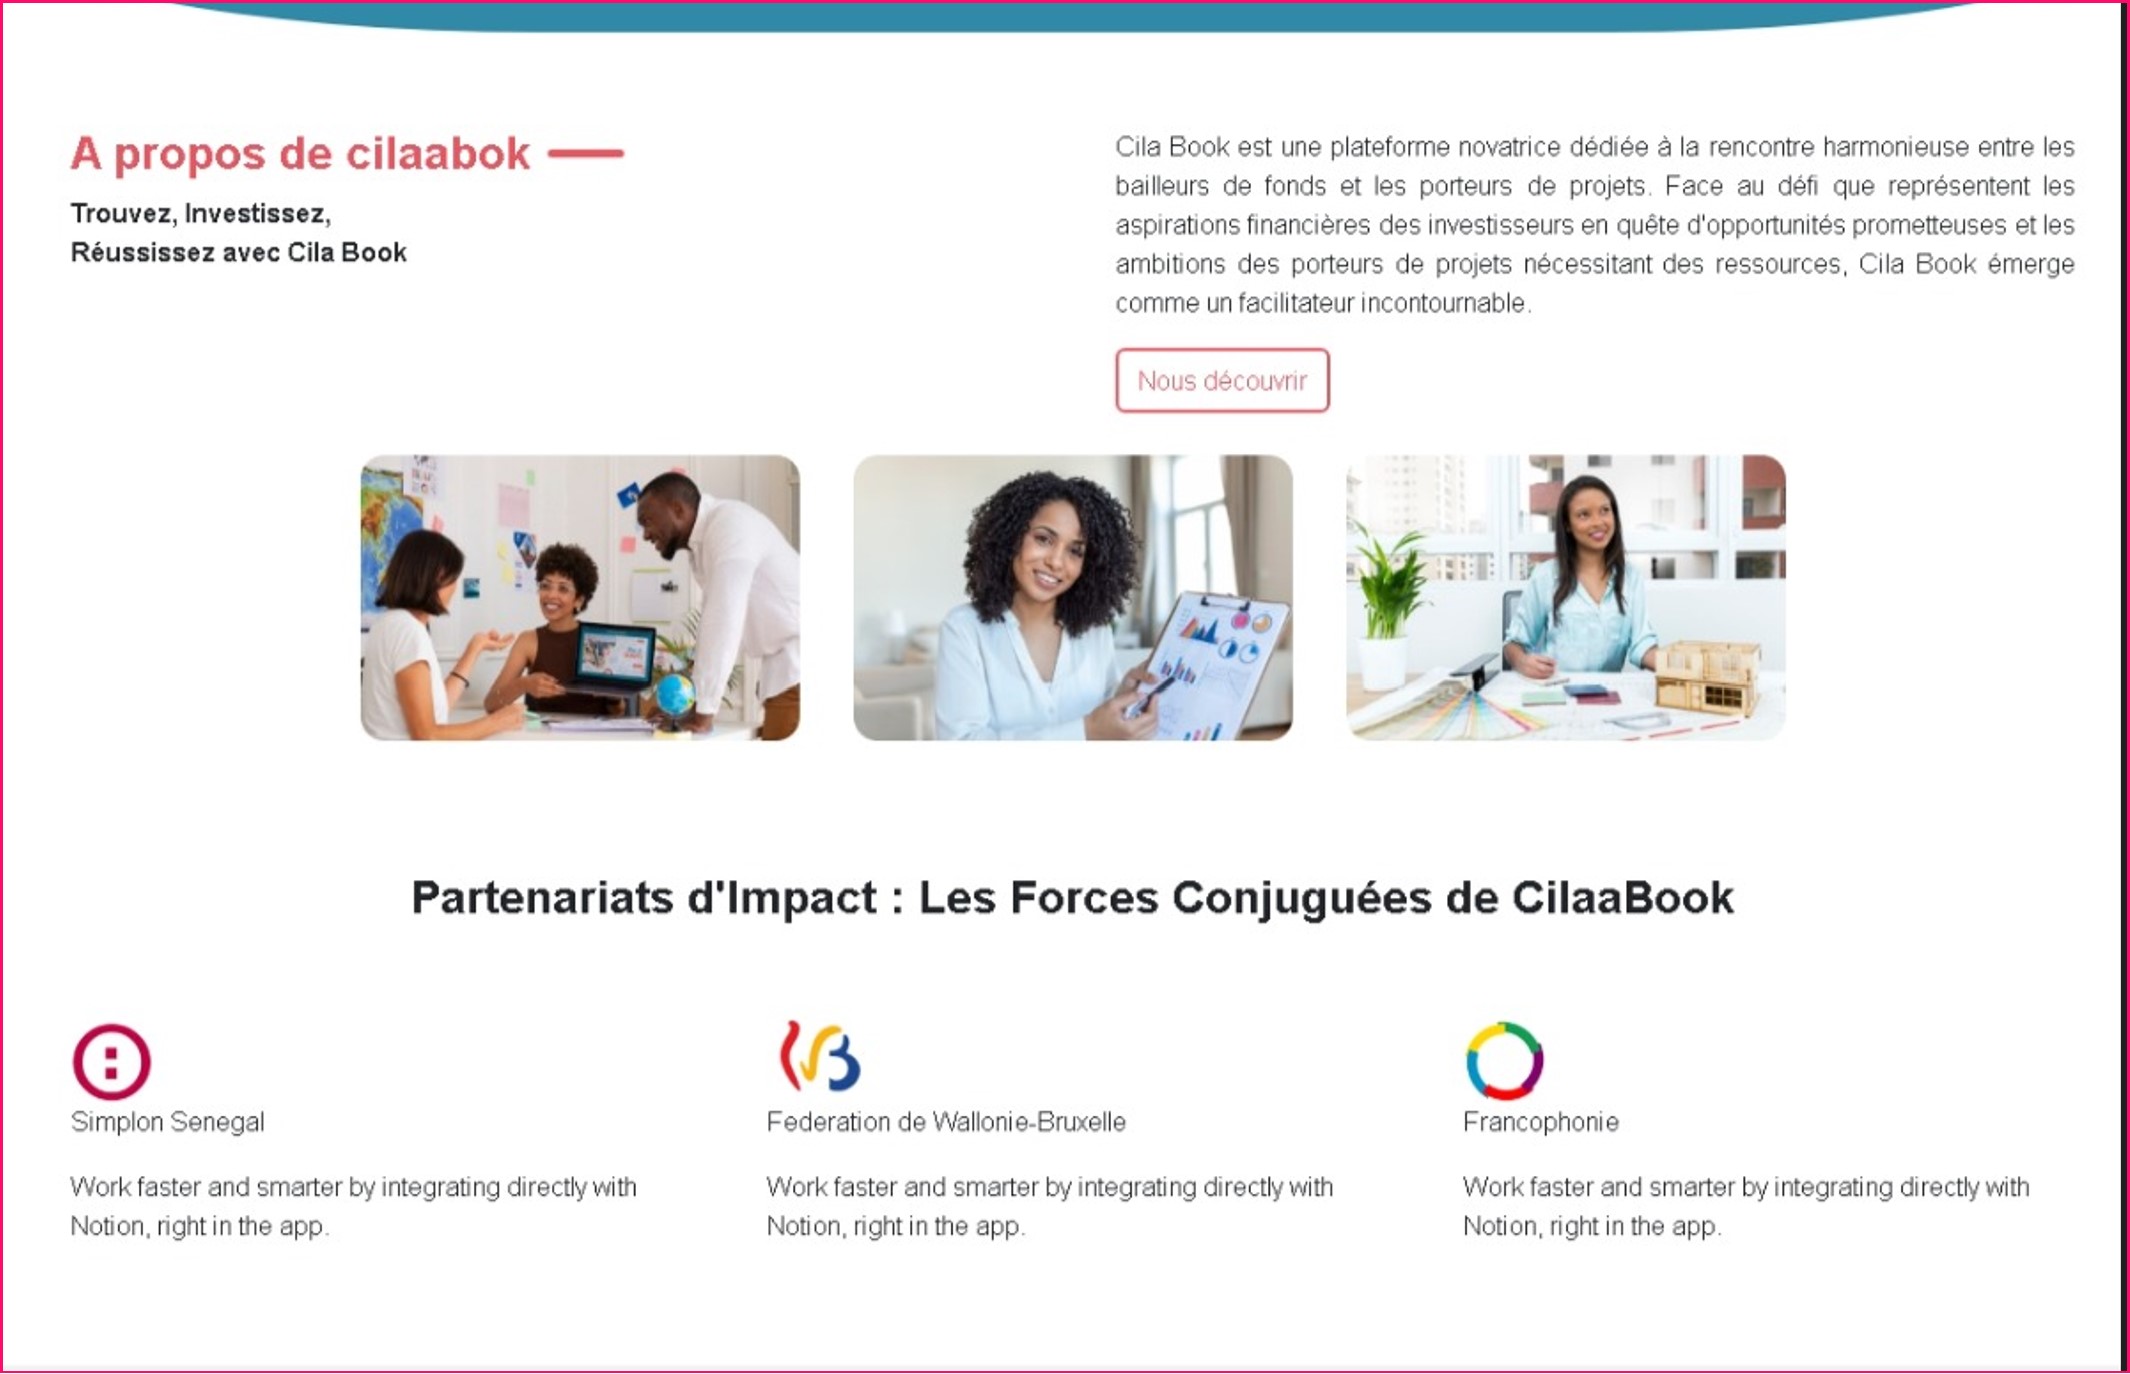 A propos de cilaabok
Trouvez, Investissez,
Réussissez avec Cila Book
Cila Book est une plateforme novatrice dédiée à la rencontre harmonieuse entre les
bailleurs de fonds et les porteurs de projets. Face au défi que représentent les
aspirations financières des investisseurs en quête d'opportunités prometteuses et les
ambitions des porteurs de projets nécessitant des ressources, Cila Book émerge
comme un facilitateur incontournable.
Nous découvrir
Partenariats d'Impact : Les Forces Conjuguées de CilaaBook
Simplon Senegal
Work faster and smarter by integrating directly with
Notion, right in the app.
Federation de Wallonie-Bruxelle
Work faster and smarter by integrating directly with
Notion, right in the app.
Francophonie
Work faster and smarter by integrating directly with
Notion, right in the app.